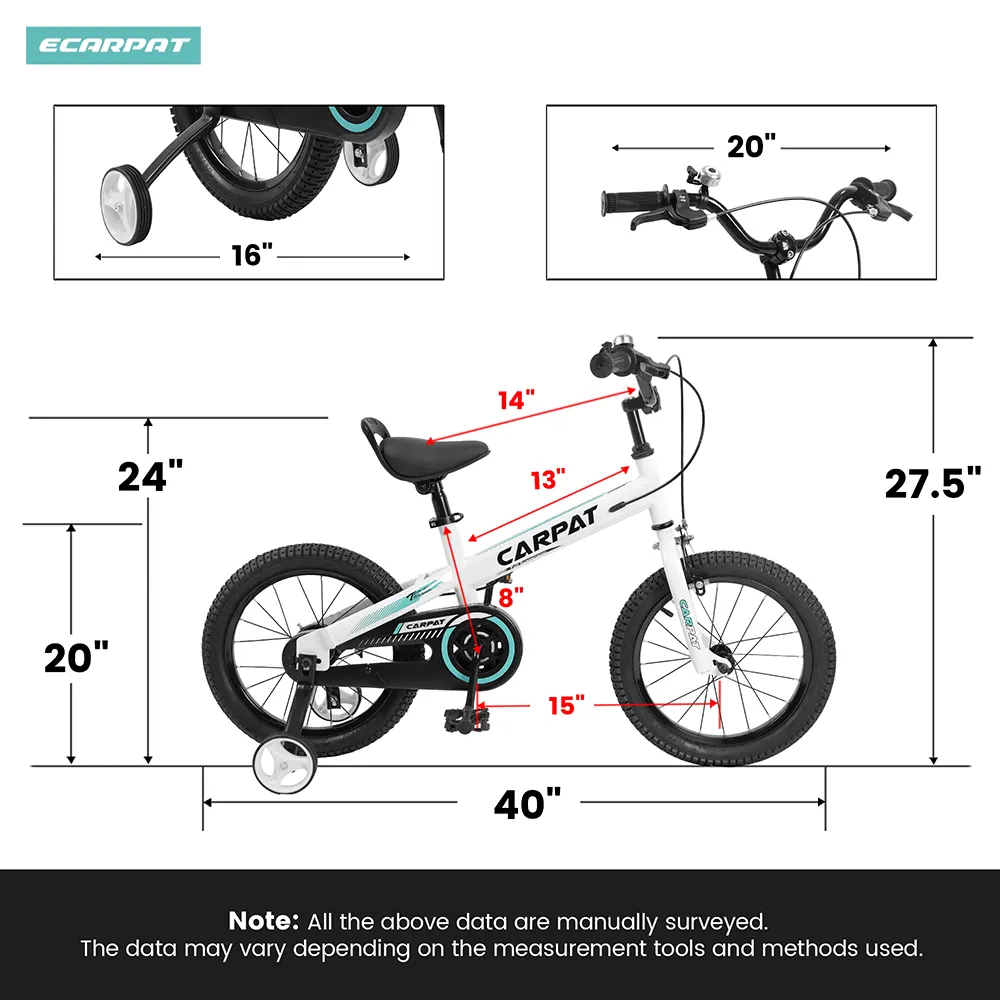 ECARPAT
16"
20"
14"
24"
13"
27.5"
CARPAT
8"
CARPAT
CARPAT
20"
15"
40"
Note: All the above data are manually surveyed.
The data may vary depending on the measurement tools and methods used.